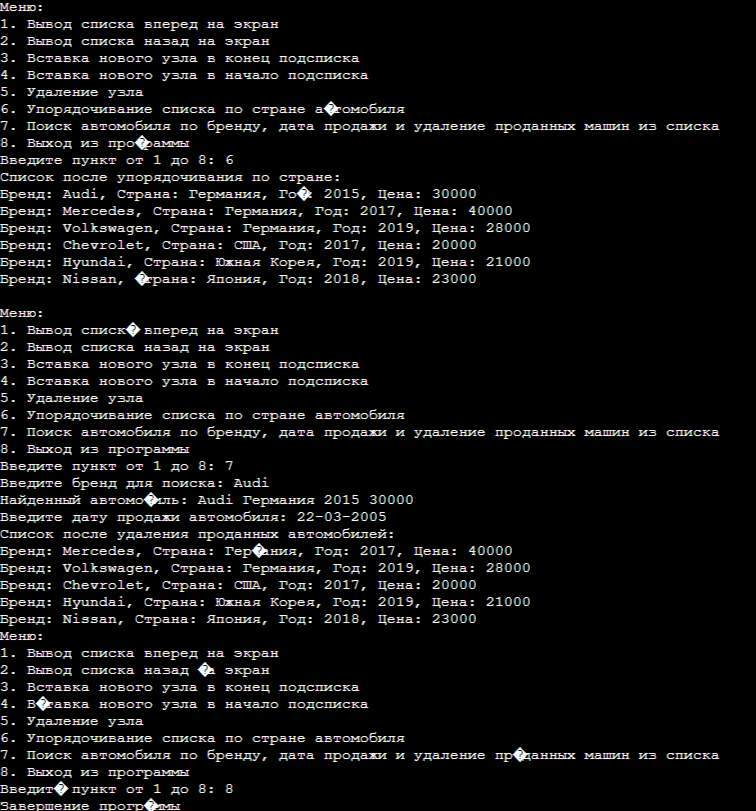 Меню:
1. Вывод списка вперед на экран
2. Вывод списка назад на экран
3. Вставка нового узла в конец подсписка
4. Вставка нового узла в начало подсписка
5. Удаление узла
6. Упорядочивание списка по стране а�томобиля
7. Поиск автомобиля по бренду, дата продажи и удаление проданных машин из списка
8. Выход из про�раммы
Введите пункт от 1 до 8: 6
Список после упорядочивания по стране:
Бренд: Audi, Страна: Германия, Го�: 2015, Цена: 30000
Бренд: Mercedes, Страна: Германия, Год: 2017, Цена: 40000
Бренд: Volkswagen, Страна: Германия, Год: 2019, Цена: 28000
Бренд: Chevrolet, Страна: США, Год: 2017, Цена: 20000
Бренд: Hyundai, Страна: Южная Корея, Год: 2019, Цена: 21000
Бренд: Nissan, �трана: Япония, Год: 2018, Цена: 23000
Меню:
1. Вывод списк� вперед на экран
2. Вывод списка назад на экран
3. Вставка нового узла в конец подсписка
4. Вставка нового узла в начало подсписка
5. Удаление узла
6. Упорядочивание списка по стране автомобиля
7. Поиск автомобиля по бренду, дата продажи и удаление проданных машин из списка
8. Выход из программы
Введите пункт от 1 до 8: 7
Введите бренд для поиска: Audi
Найденный автомо�иль: Audi Германия 2015 30000
Введите дату продажи автомобиля: 22-03-2005
Список после удаления проданных автомобилей:
Бренд: Mercedes, Страна: Гер�ания, Год: 2017, Цена: 40000
Бренд: Volkswagen, Страна: Германия, Год: 2019, Цена: 28000
Бренд: Chevrolet, Страна: США, Год: 2017, Цена: 20000
Бренд: Hyundai, Страна: Южная Корея, Год: 2019, Цена: 21000
Бренд: Nissan, Страна: Япония, Год: 2018, Цена: 23000
Меню:
1. Вывод списка вперед на экран
2. Вывод списка назад �а экран
3. Вставка нового узла в конец подсписка
4. В�тавка нового узла в начало подсписка
5. Удаление узла
6. Упорядочивание списка по стране автомобиля
7. Поиск автомобиля по бренду, дата продажи и удаление пр�данных машин из списка
8. Выход из программы
Введит� пункт от 1 до 8: 8
Завершение прогр�ммы